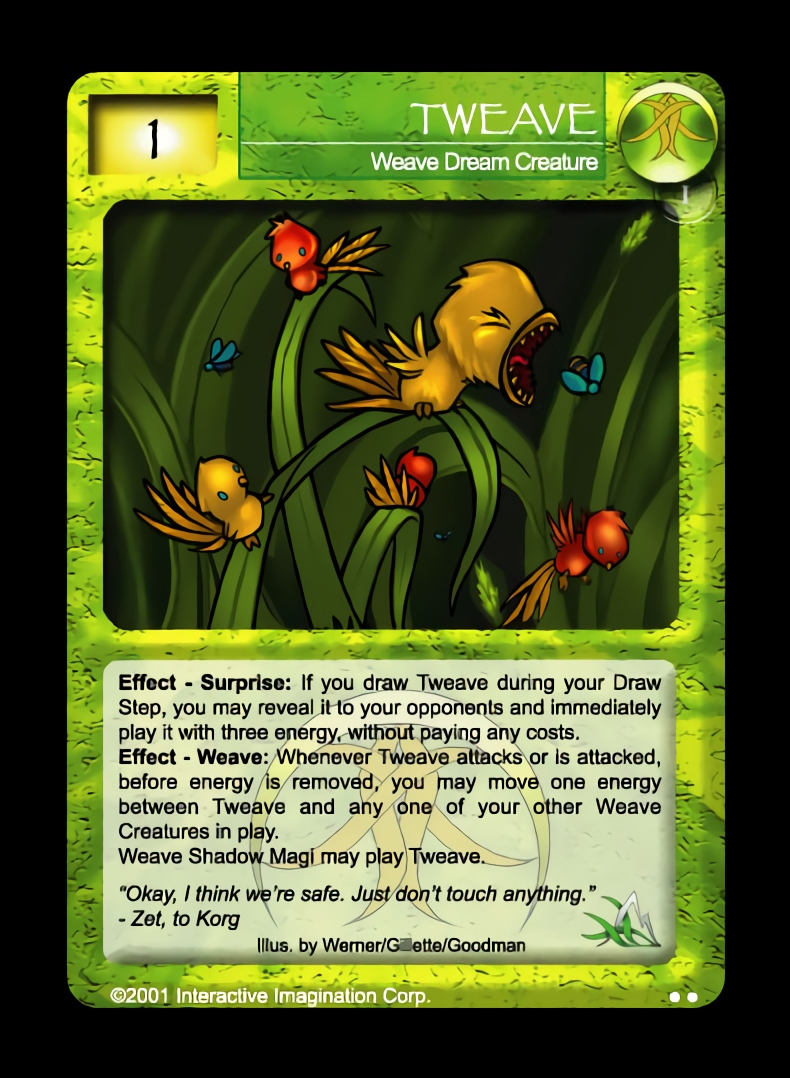 1
TWEAVE
Weave Dream Creature
1
Effect - Surprise: If you draw Tweave during your Draw
Step, you may reveal it to your opponents and immediately
play it with three energy, without paying any costs.
Effect - Weave: Whenever Tweave attacks or is attacked,
before energy is removed, you may move one energy
between Tweave and any one of your other Weave
Creatures in play.
Weave Shadow Magi may play Tweave.
“Okay, I think we’re safe. Just don’t touch anything.”
- Zet, to Korg
Illus. by Werner/ /Goodman
©2001 Interactive Imagination Corp.